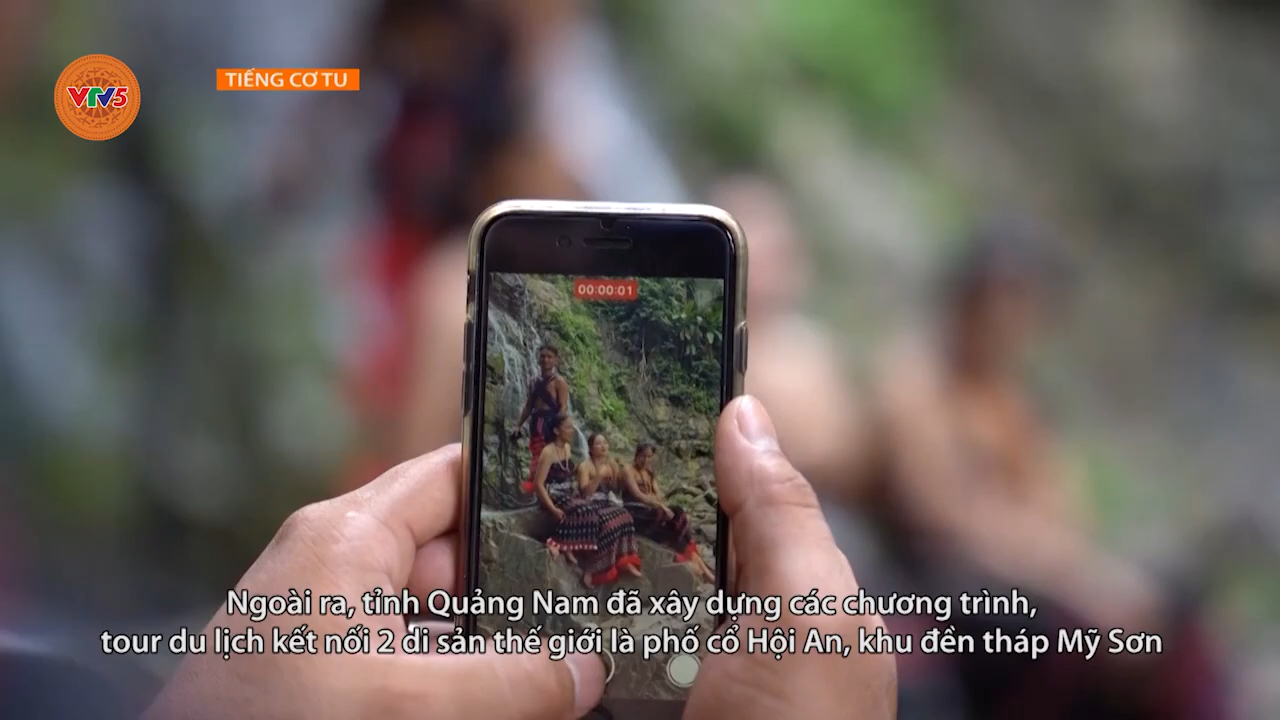 VTV5
TIẾNG CƠ TU
00:00:01
Ngoài ra, tỉnh Quảng Nam đã xây dựng các chương trình,
tour du lịch kết nối 2 di sản thế giới là phố cổ Hội An, khu đền tháp Mỹ Sơn